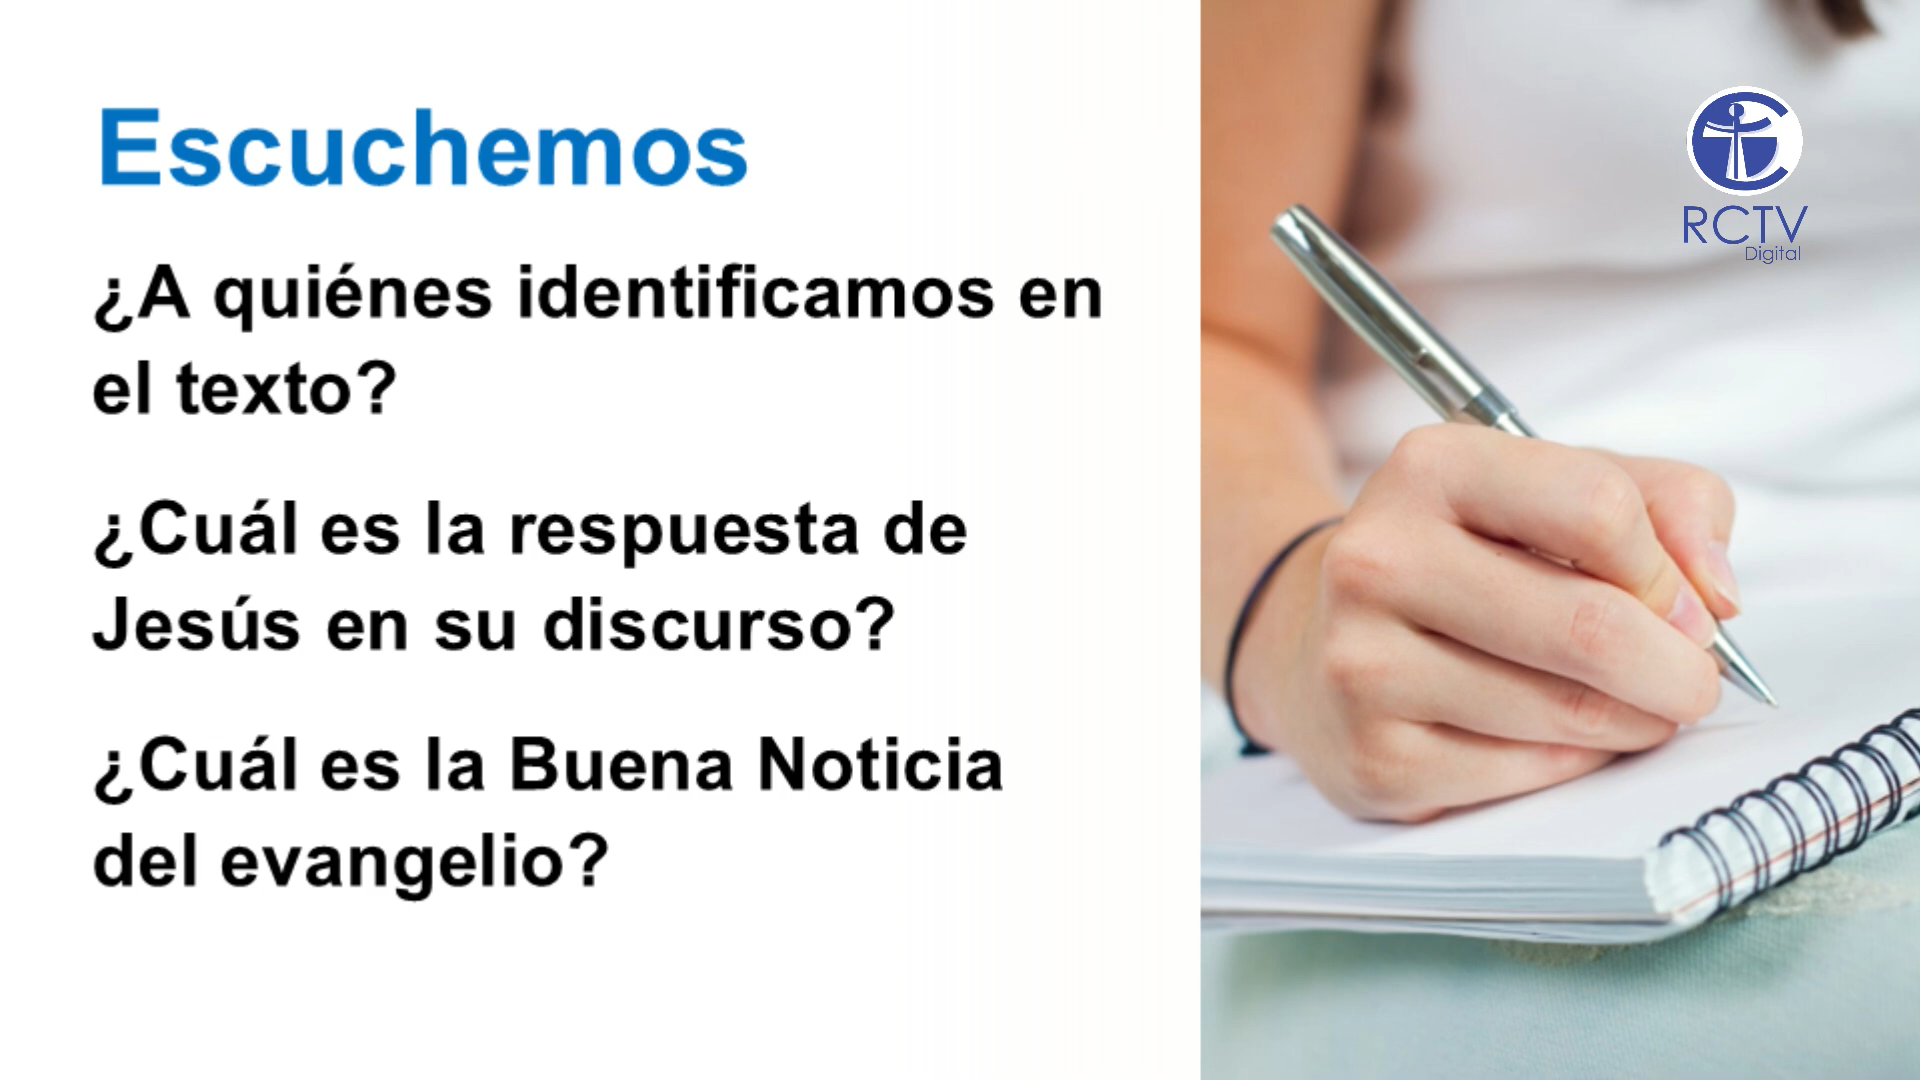 Escuchemos
¿A quiénes identificamos en
el texto?
¿Cuál es la respuesta de
Jesús en su discurso?
¿Cuál es la Buena Noticia
del evangelio?
RCTV
Digital